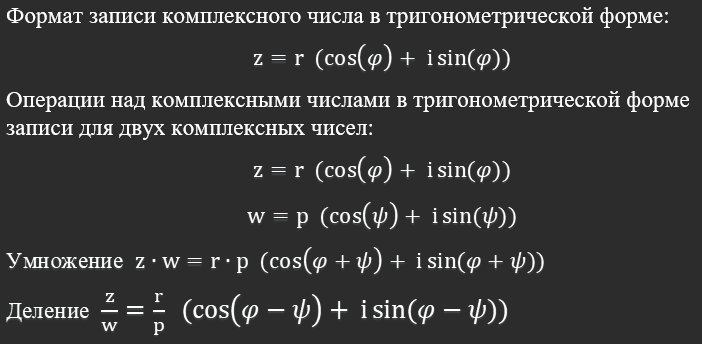 Формат записи комплексного числа в тригонометрической форме:
z = r (cos(φ) + i sin(φ))
Операции над комплексными числами в тригонометрической форме
записи для двух комплексных чисел:
z = r (cos(φ) + i sin(φ))
w = p (cos(ψ) + i sin(ψ))
Умножение z · w = r · p (cos(φ + ψ) + i sin(φ + ψ))
Деление z/w = r/p (cos(φ − ψ) + i sin(φ − ψ))